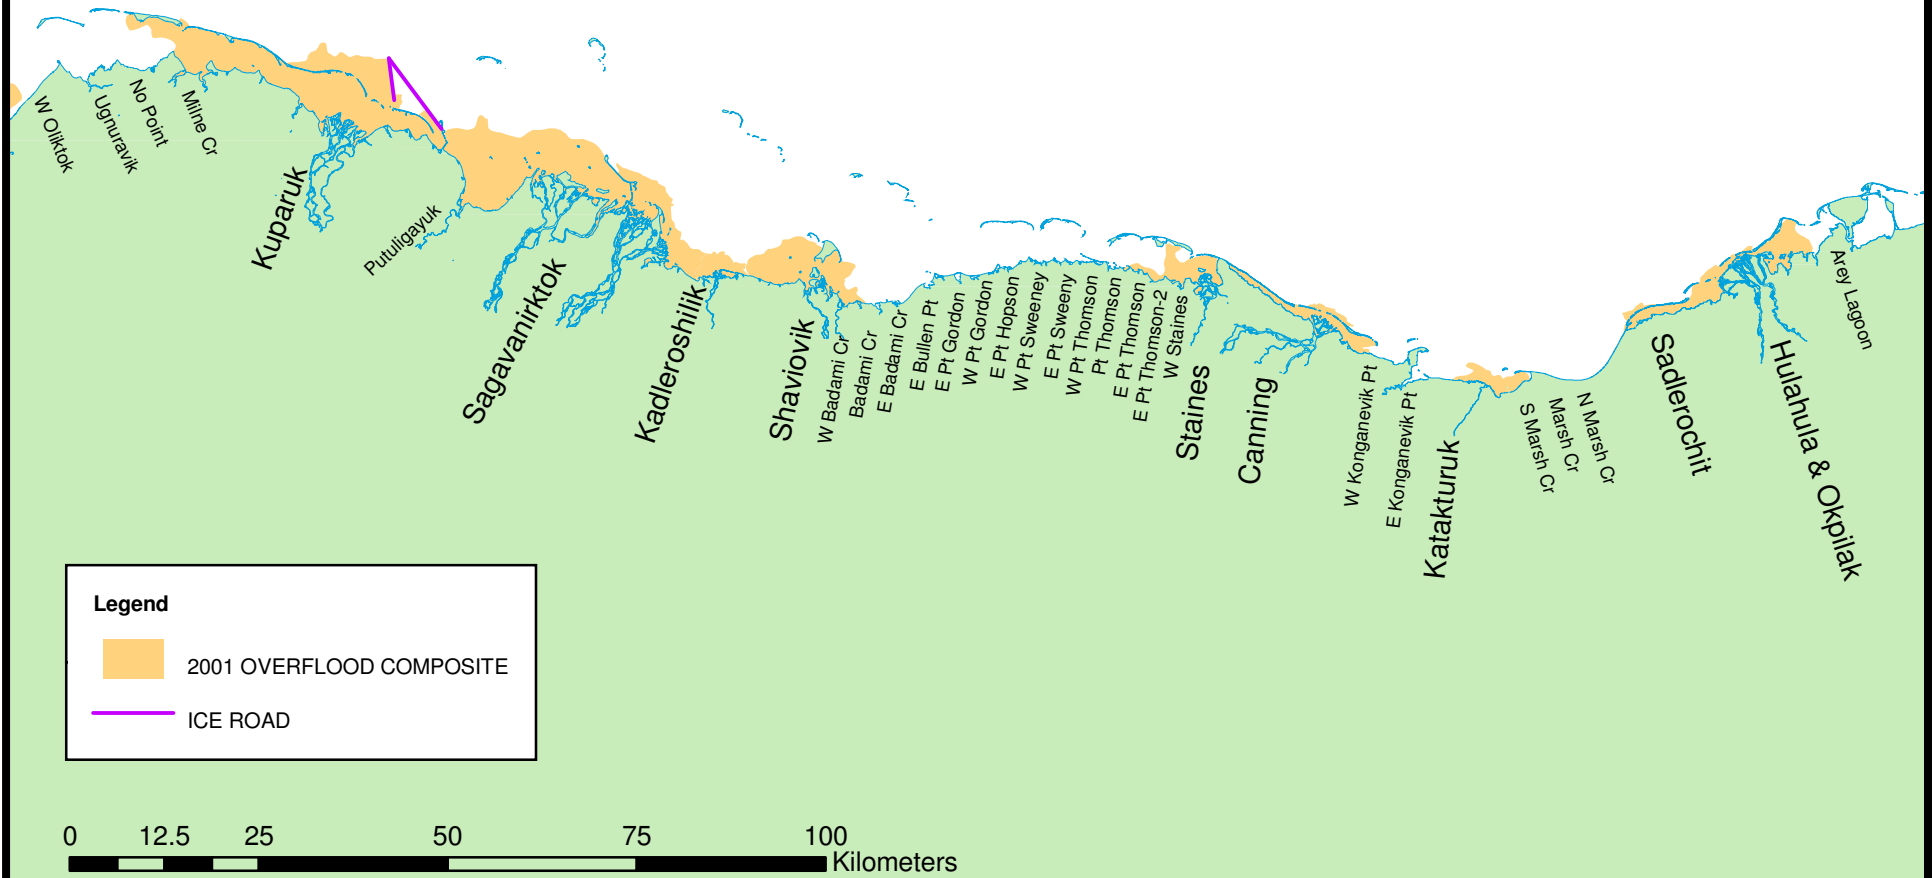 W Oliktok
Ugnuravik
No Point
Milne Cr
Kuparuk
Putuligayuk
Sagavanirktok
Kadleroshilik
Shaviovik
W Badami Cr
Badami Cr
E Badami Cr
E Bullen Pt
E Pt Gordon
W Pt Gordon
E Pt Hopson
W Pt Sweeney
E Pt Sweeny
W Pt Thomson
Pt Thomson
E Pt Thomson
E Pt Thomson-2
W Staines
Staines
Canning
W Konganevik Pt
E Konganevik Pt
Katakturuk
S Marsh Cr
Marsh Cr
N Marsh Cr
Sadlerochit
Hulahula & Okpilak
Arey Lagoon
Legend
2001 OVERFLOOD COMPOSITE
ICE ROAD
0 12.5 25 50 75 100
Kilometers